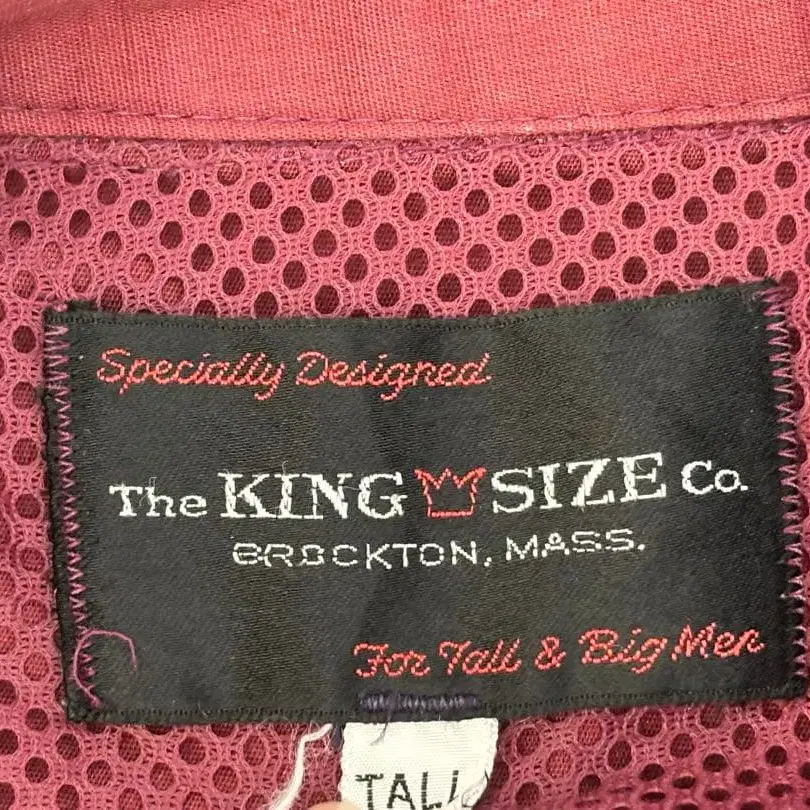 Specially Designed
The KING SIZE Co.
BROCKTON, MASS.
For Tall & Big Men
TALL